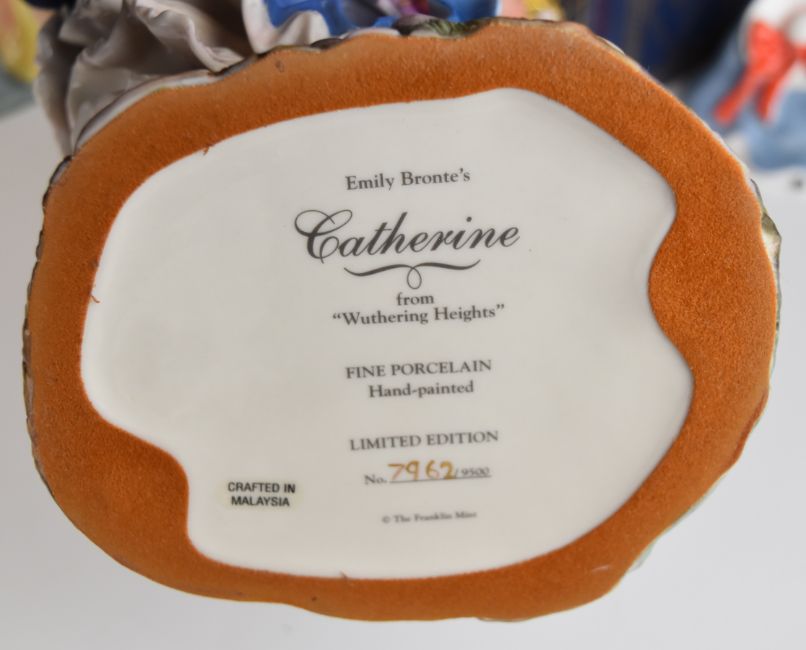 Emily Bronte's
Catherine
from
"Wuthering Heights"
FINE PORCELAIN
Hand-painted
LIMITED EDITION
No. 7962/9500
CRAFTED IN
MALAYSIA
© The Franklin Mint